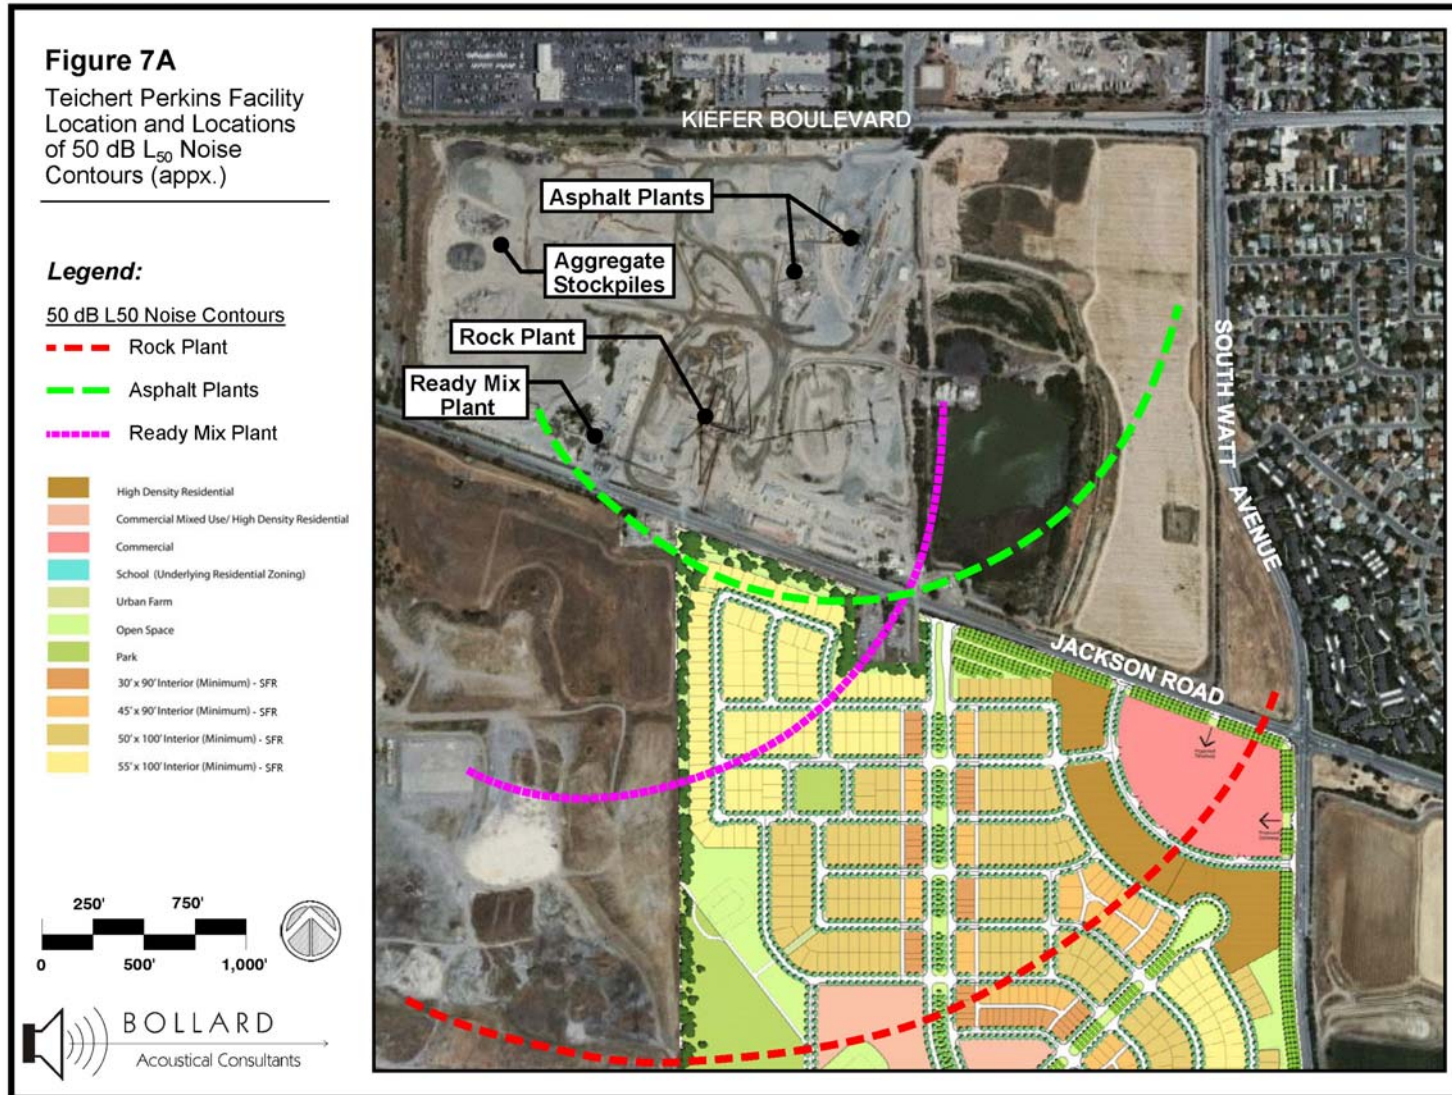 Figure 7A
Teichert Perkins Facility
Location and Locations
of 50 dB L50 Noise
Contours (appx.)
Legend:
50 dB L50 Noise Contours
Rock Plant
Asphalt Plants
Ready Mix Plant
High Density Residential
Commercial Mixed Use/ High Density Residential
Commercial
School (Underlying Residential Zoning)
Urban Farm
Open Space
Park
30' x 90' Interior (Minimum) - SFR
45' x 90' Interior (Minimum) - SFR
50' x 100' Interior (Minimum) - SFR
55' x 100' Interior (Minimum) - SFR
250' 750'
0 500' 1,000'
BOLLARD
Acoustical Consultants
KIEFER BOULEVARD
Asphalt Plants
Aggregate
Stockpiles
Rock Plant
Ready Mix
Plant
SOUTH WATT AVENUE
JACKSON ROAD